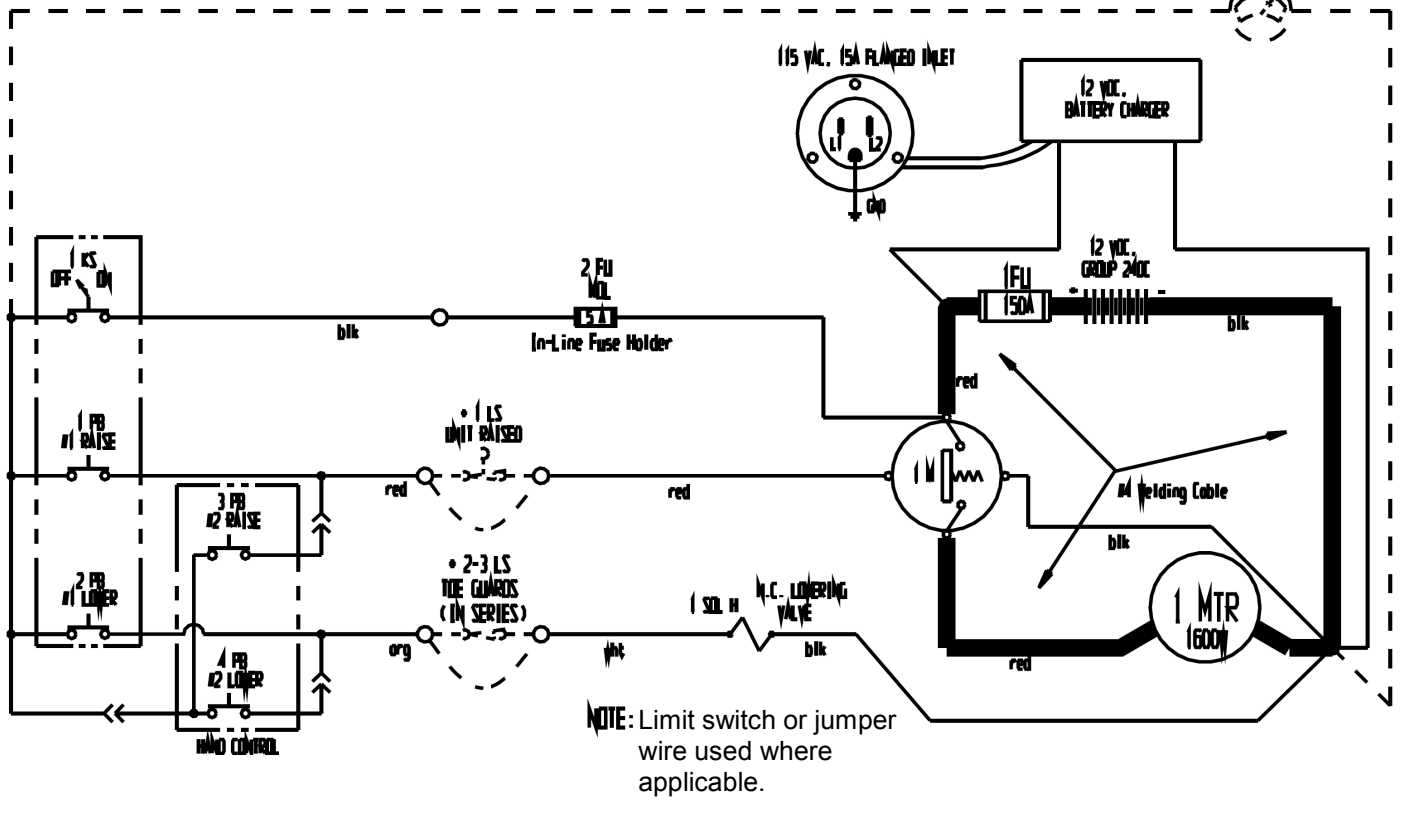 115 VAC, 15A FLANGED INLET
12 VDC.
BATTERY CHARGER
L1 L2
GND
1 KS
OFF ON
blk
2 FU
MDL
5 A
In-Line Fuse Holder
12 VDC.
GROUP 24DC
1FU
150A
+ -
blk
red
1 PB
#1 RAISE
* 1 LS
LIMIT RAISED
red
red
1 M
#4 Welding Cable
3 PB
#2 RAISE
blk
2 PB
#1 LOWER
* 2-3 LS
TOE GUARDS
(IN SERIES)
1 SOL H
N.C. LOWERING
VALVE
1 MTR
1600W
org
wht
blk
red
4 PB
#2 LOWER
HAND CONTROL
NOTE: Limit switch or jumper
wire used where
applicable.